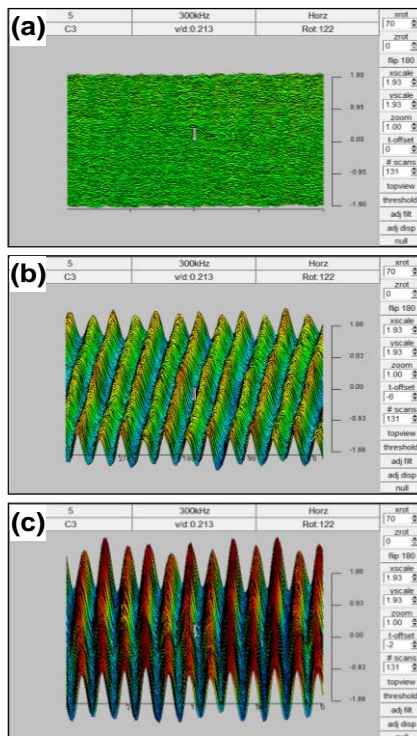 (a)
5 300kHz Horz
C3 v/d:0.213 Rot:122
1.90
0.95
0.00
-0.95
-1.90
xrot
70
zrot
0
flip 180
xscale
1.93
yscale
1.93
zoom
1.00
t-offset
0
# scans
131
topview
threshold
adj filt
adj disp
null
(b)
5 300kHz Horz
C3 v/d:0.213 Rot:122
1.86
0.93
0.00
-0.93
-1.86
xrot
70
zrot
0
flip 180
xscale
1.93
yscale
1.93
zoom
1.00
t-offset
-6
# scans
131
topview
threshold
adj filt
adj disp
null
(c)
5 300kHz Horz
C3 v/d:0.213 Rot:122
1.86
0.93
0.00
-0.93
-1.86
xrot
70
zrot
0
flip 180
xscale
1.93
yscale
1.93
zoom
1.00
t-offset
-2
# scans
131
topview
threshold
adj filt
adj disp